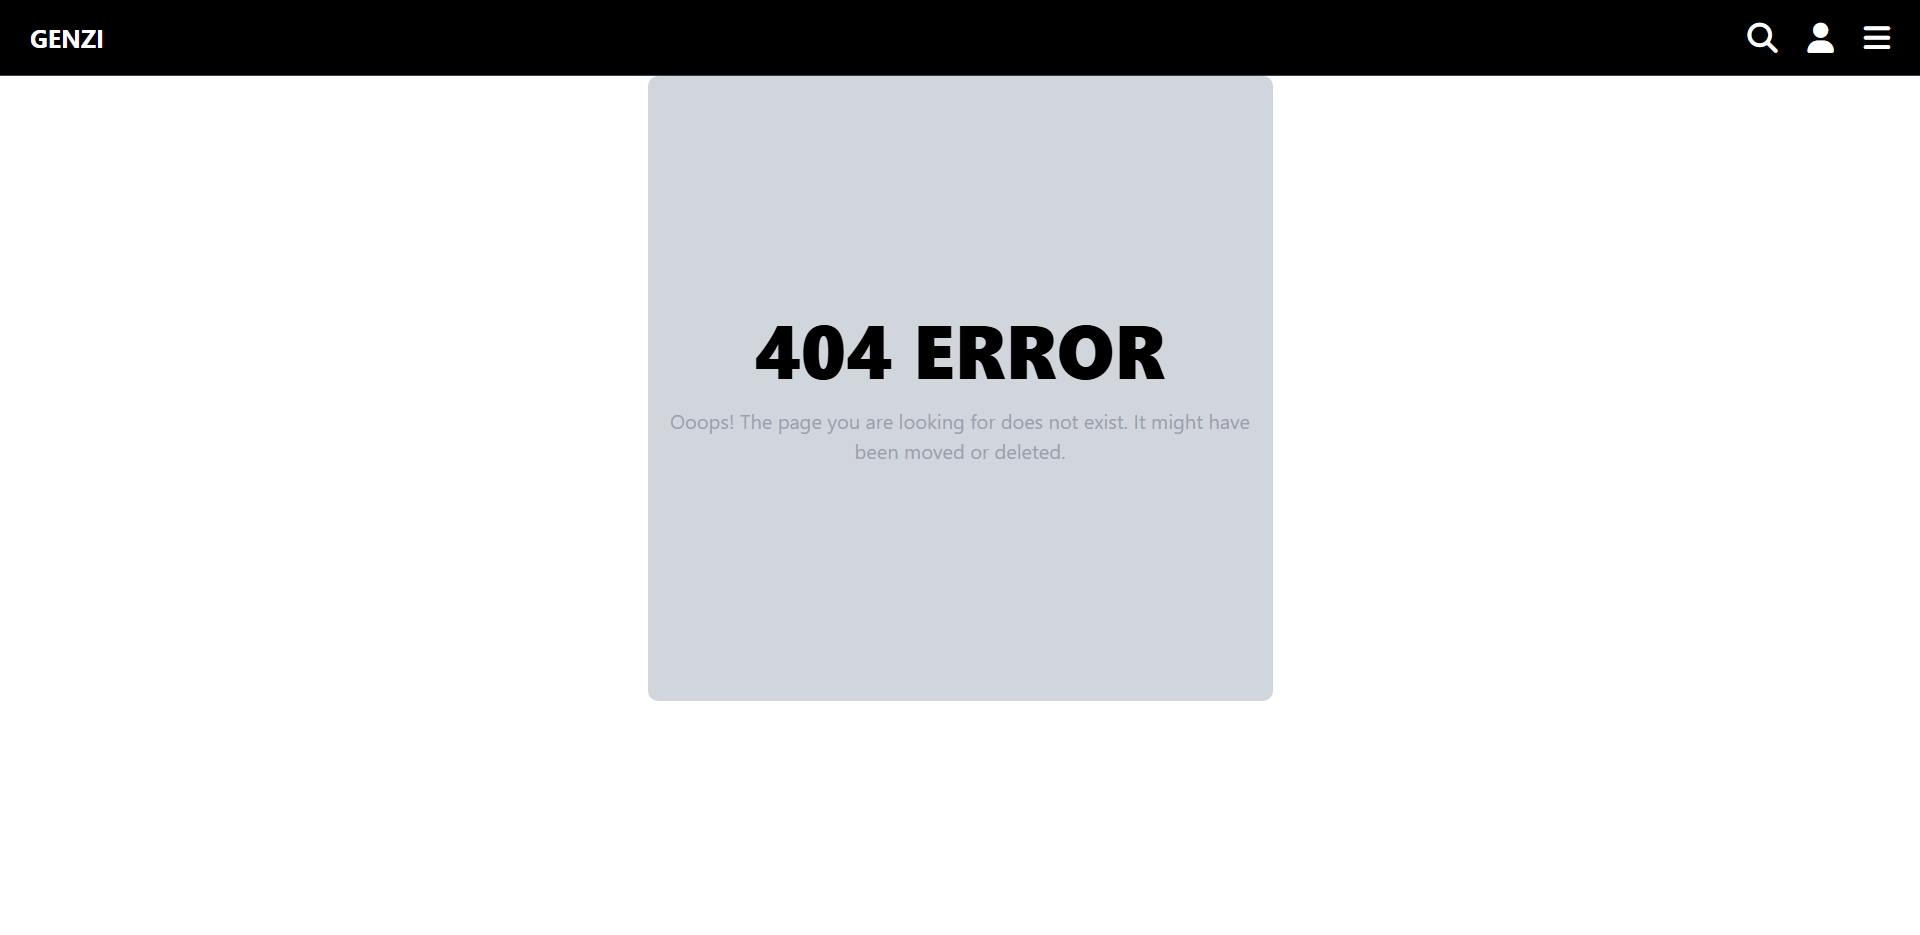 GENZI
404 ERROR
Ooops! The page you are looking for does not exist. It might have
been moved or deleted.